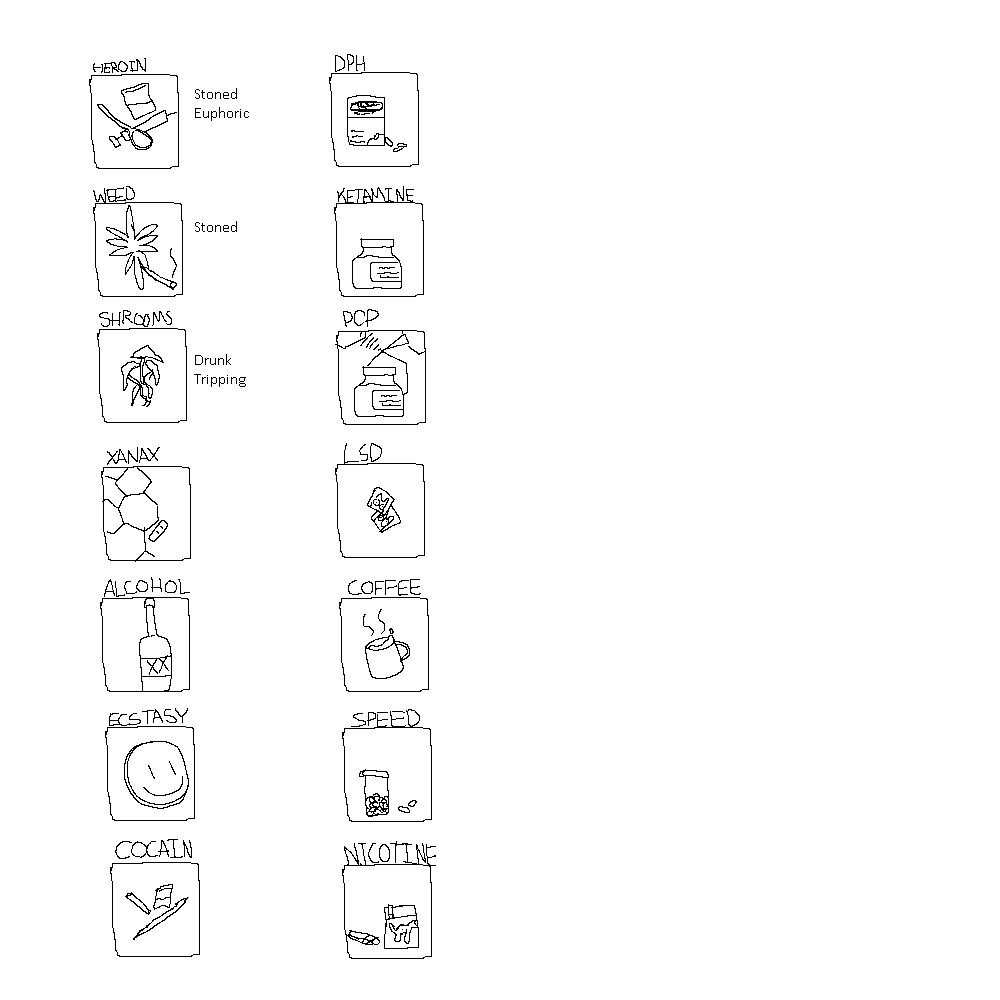 HEROIN
Stoned
Euphoric
WEED
Stoned
SHROOMS
Drunk
Tripping
XANAX
ALCOHOL
XX
ECSTASY
COCAIN
DPH
KETAMINE
PCP
LSD
COFFEE
SPEED
NICOTINE